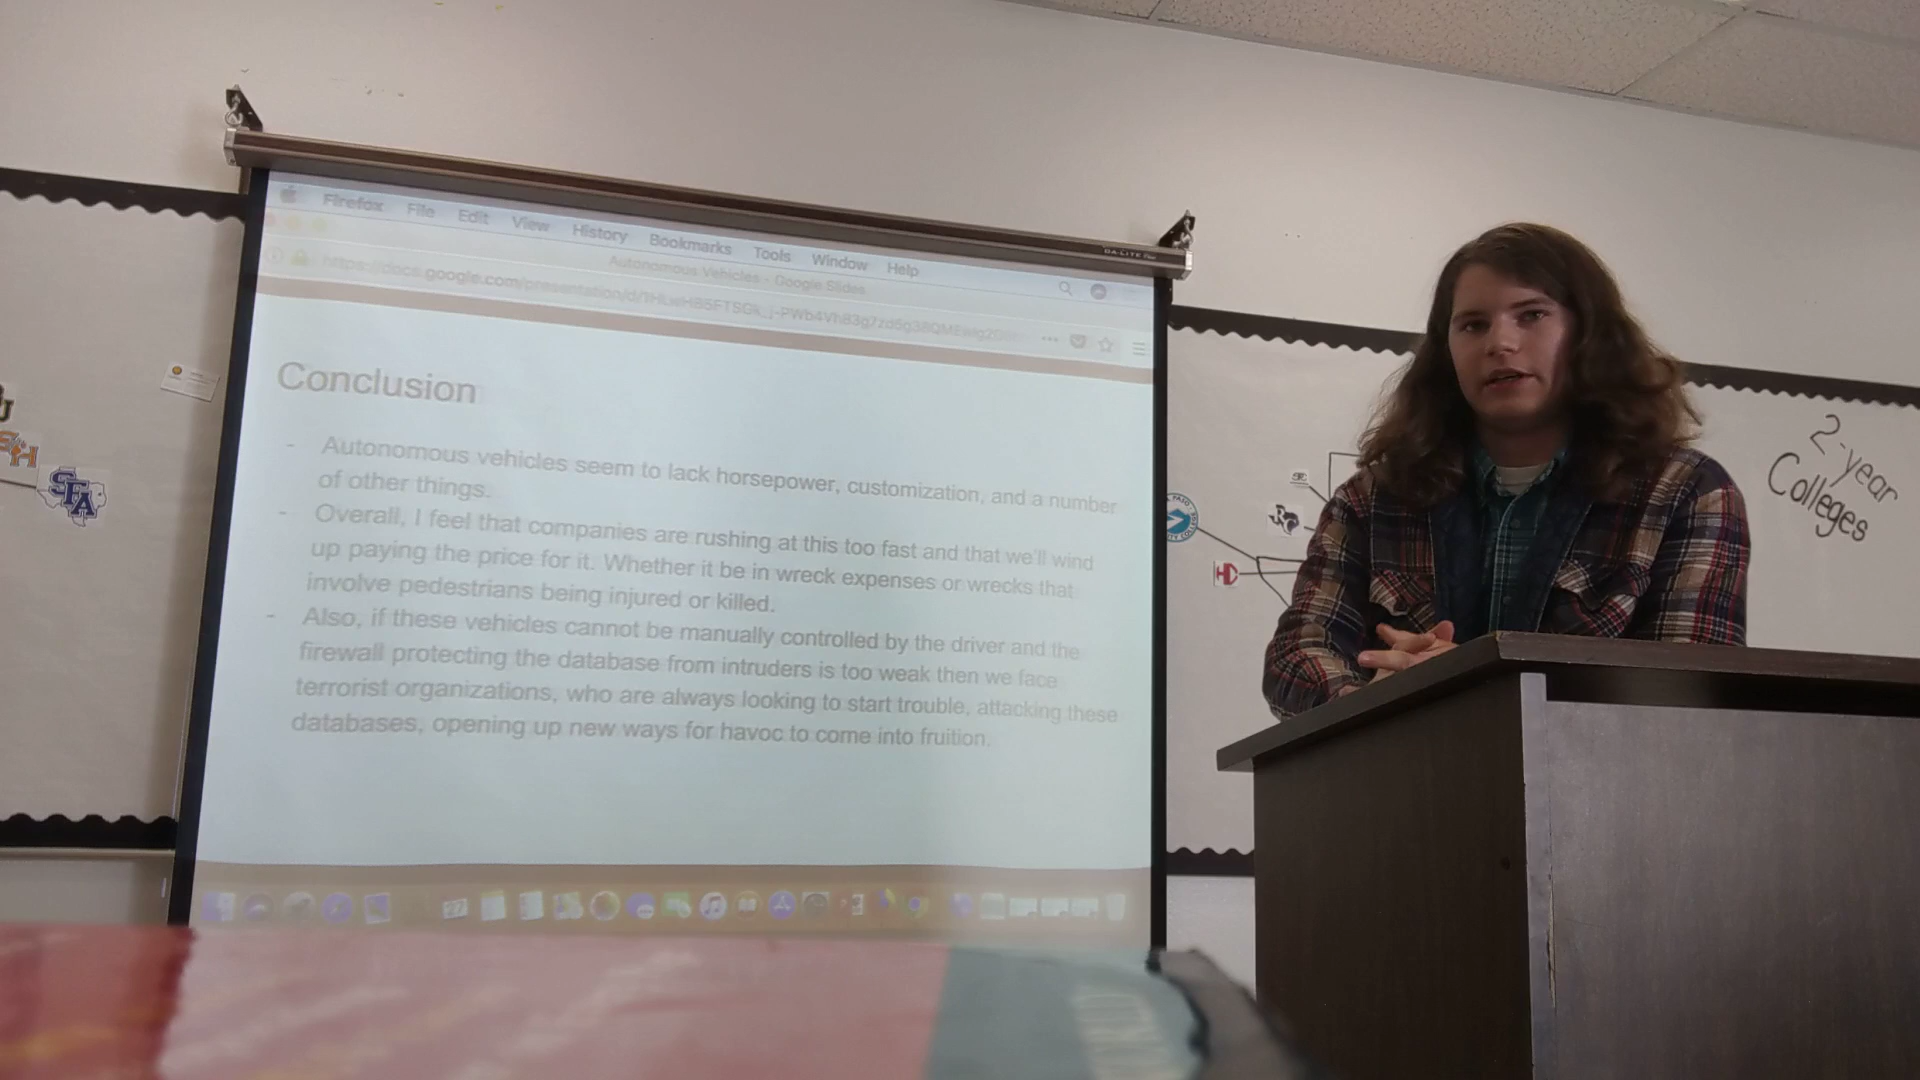 Firefox File Edit View History Bookmarks Tools Window Help
Autonomous Vehicles - Google Slides
Conclusion
- Autonomous vehicles seem to lack horsepower, customization, and a number
of other things.
- Overall, I feel that companies are rushing at this too fast and that we'll wind
up paying the price for it. Whether it be in wreck expenses or wrecks that
involve pedestrians being injured or killed.
- Also, if these vehicles cannot be manually controlled by the driver and the
firewall protecting the database from intruders is too weak then we face
terrorist organizations, who are always looking to start trouble, attacking these
databases, opening up new ways for havoc to come into fruition.
27
DA-LITE
SH
SFA
HC
2-year
Colleges